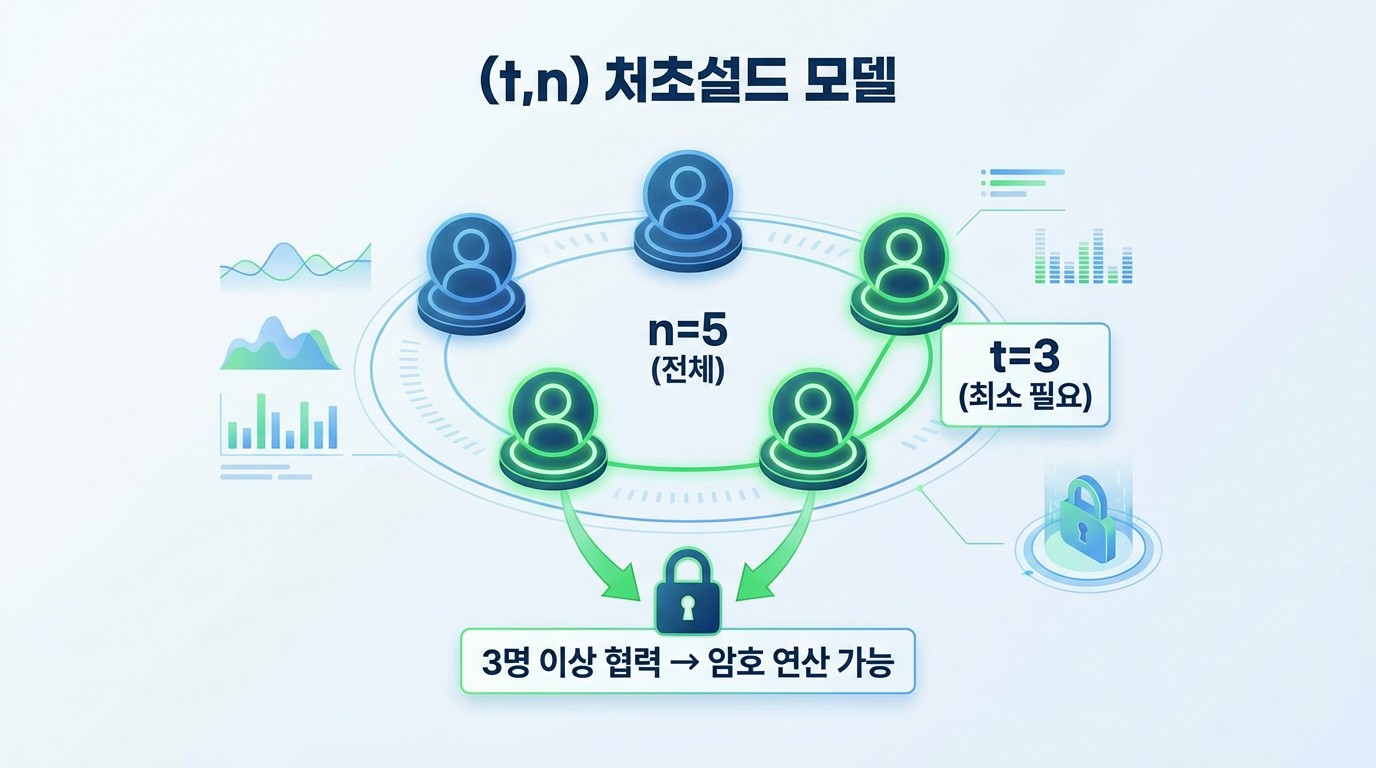 (t,n) 처초설드 모델
n=5
(전체)
t=3
(최소 필요)
3명 이상 협력 → 암호 연산 가능